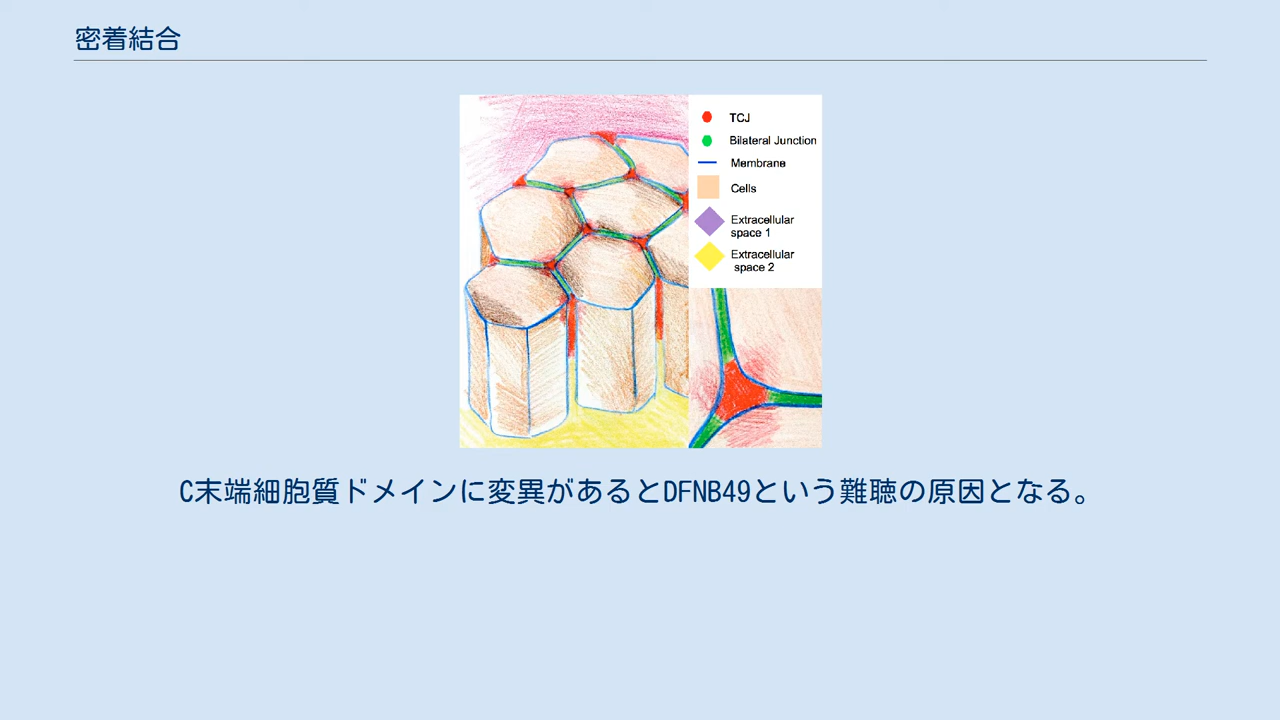 密着結合
TCJ
Bilateral Junction
Membrane
Cells
Extracellular
space 1
Extracellular
space 2
C末端細胞質ドメインに変異があるとDFNB49という難聴の原因となる。